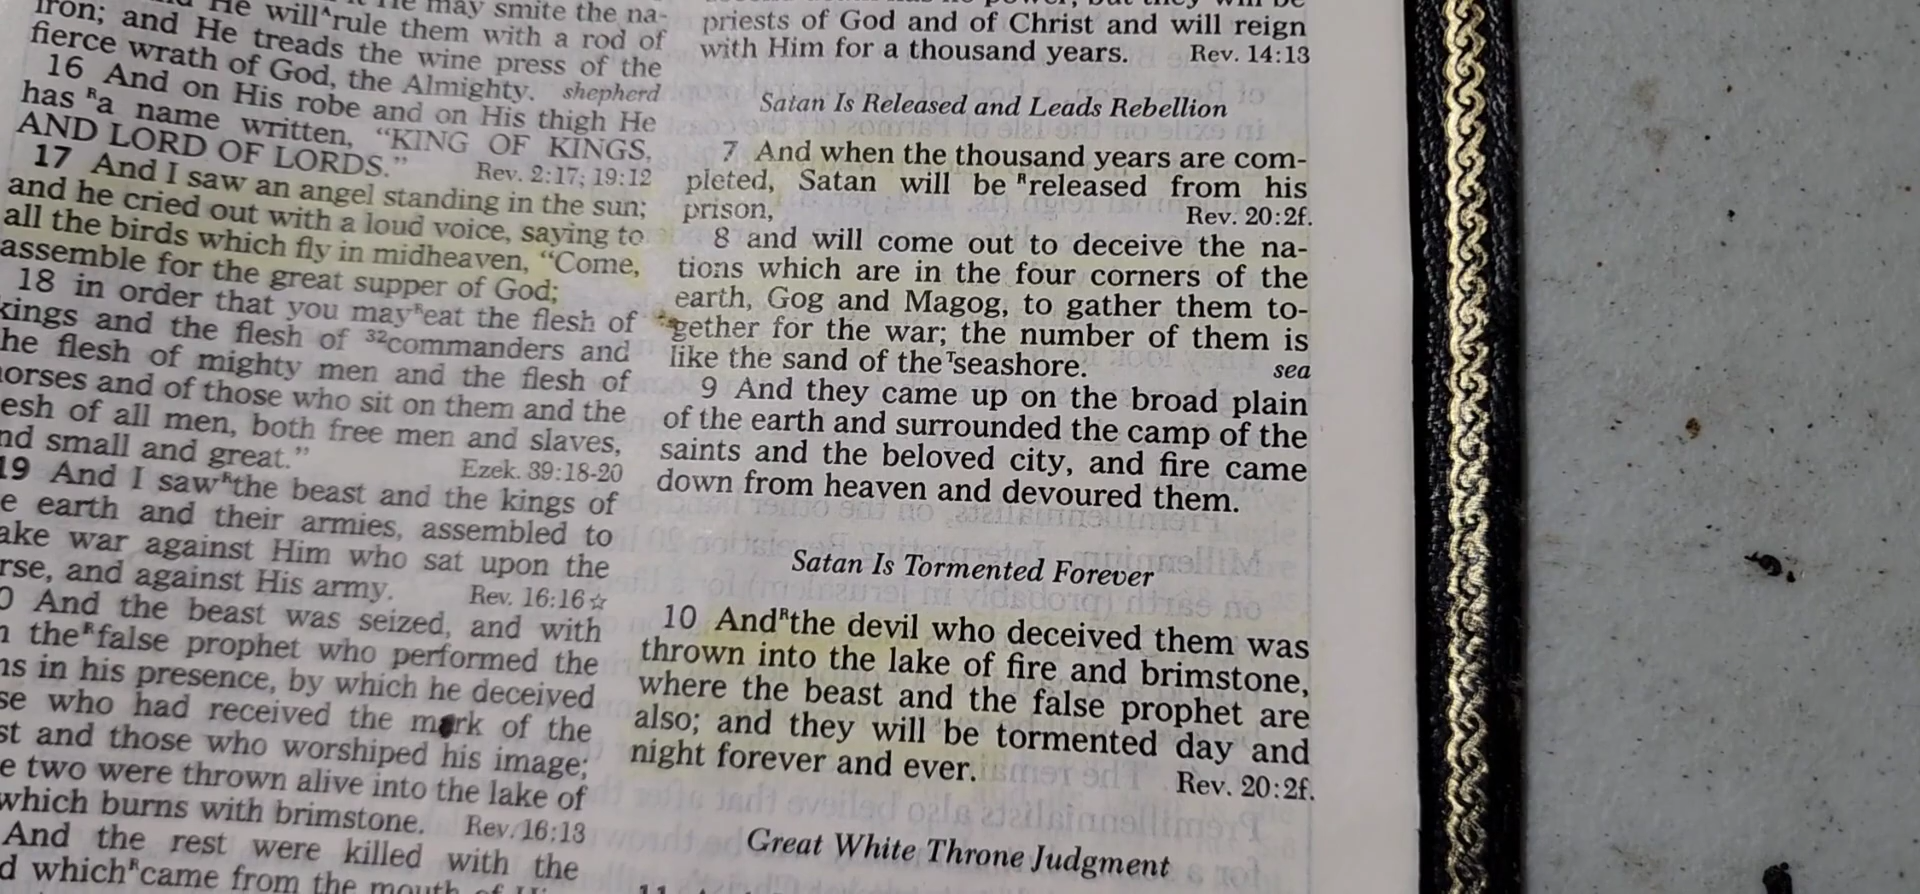 He may smite the na-
iron; and He will rule them with a rod of
and He treads the wine press of the
fierce wrath of God, the Almighty. shepherd
16 And on His robe and on His thigh He
has ᴿa name written, “KING OF KINGS,
AND LORD OF LORDS.” Rev. 2:17; 19:12
17 And I saw an angel standing in the sun;
and he cried out with a loud voice, saying to
all the birds which fly in midheaven, “Come,
assemble for the great supper of God;
18 in order that you may ᴿeat the flesh of
kings and the flesh of ³²commanders and
the flesh of mighty men and the flesh of
horses and of those who sit on them and the
flesh of all men, both free men and slaves,
and small and great.” Ezek. 39:18-20
19 And I saw ᴿthe beast and the kings of
earth and their armies, assembled to
war against Him who sat upon the
and against His army. Rev. 16:16☆
And the beast was seized, and with
the ᴿfalse prophet who performed the
in his presence, by which he deceived
who had received the mark of the
and those who worshiped his image;
two were thrown alive into the lake of
which burns with brimstone. Rev. 16:13
And the rest were killed with the
which ᴿcame from the mouth of
priests of God and of Christ and will reign
with Him for a thousand years. Rev. 14:13
Satan Is Released and Leads Rebellion
7 And when the thousand years are com-
pleted, Satan will be ᴿreleased from his
prison, Rev. 20:2f.
8 and will come out to deceive the na-
tions which are in the four corners of the
earth, Gog and Magog, to gather them to-
gether for the war; the number of them is
like the sand of the ᵀseashore. sea
9 And they came up on the broad plain
of the earth and surrounded the camp of the
saints and the beloved city, and fire came
down from heaven and devoured them.
Satan Is Tormented Forever
10 And ᴿthe devil who deceived them was
thrown into the lake of fire and brimstone,
where the beast and the false prophet are
also; and they will be tormented day and
night forever and ever. Rev. 20:2f.
Great White Throne Judgment